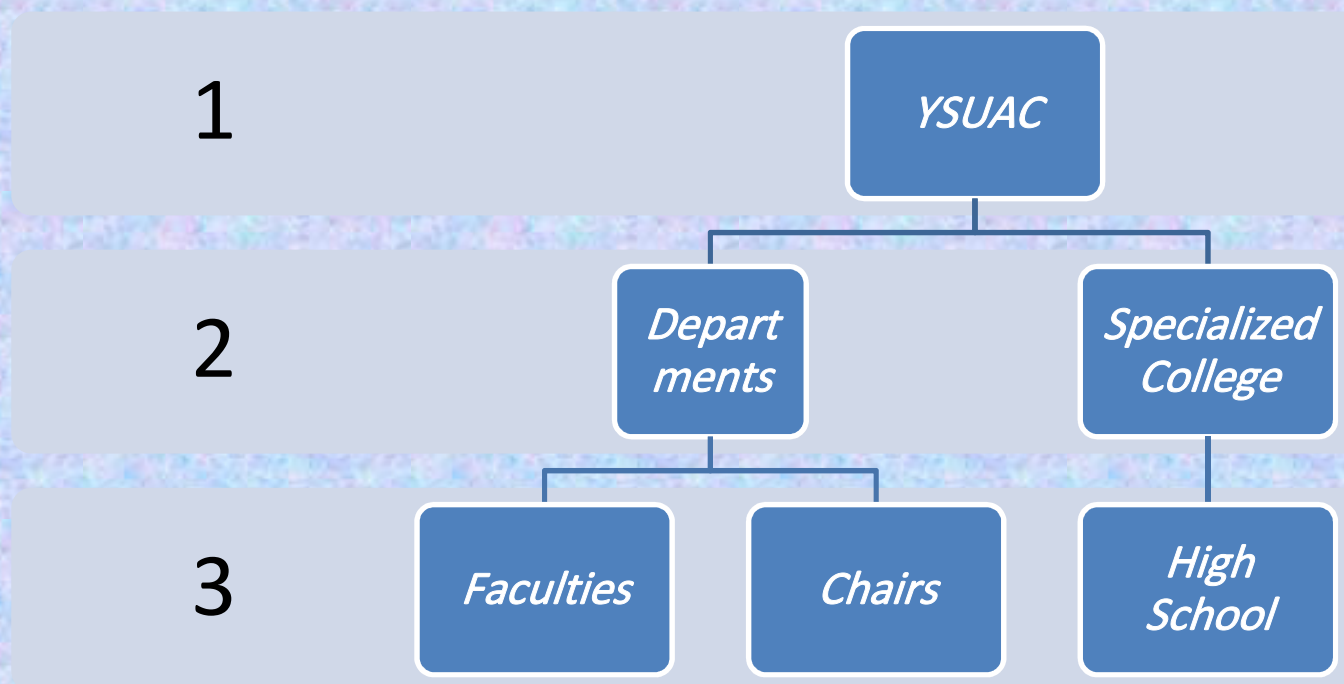 1
YSUAC
2
Depart
ments
Specialized
College
3
Faculties
Chairs
High
School